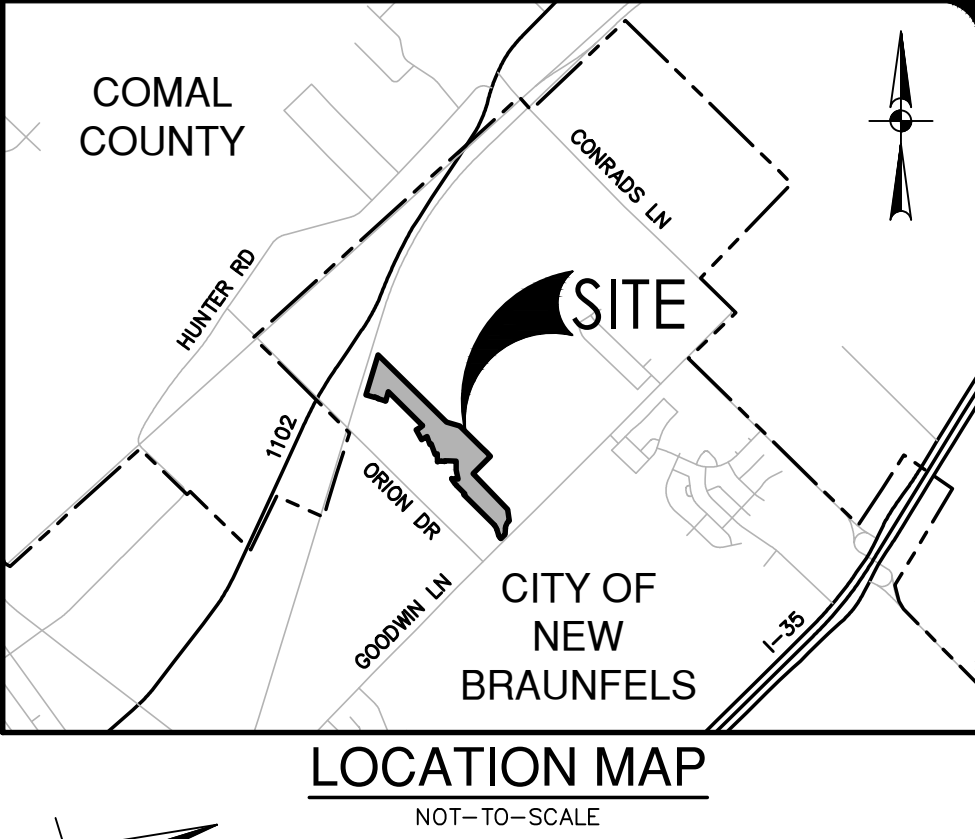 COMAL
COUNTY
CONRADS LN
HUNTER RD
SITE
1102
ORION DR
GOODWIN LN
CITY OF
NEW
BRAUNFELS
I-35
LOCATION MAP
NOT-TO-SCALE